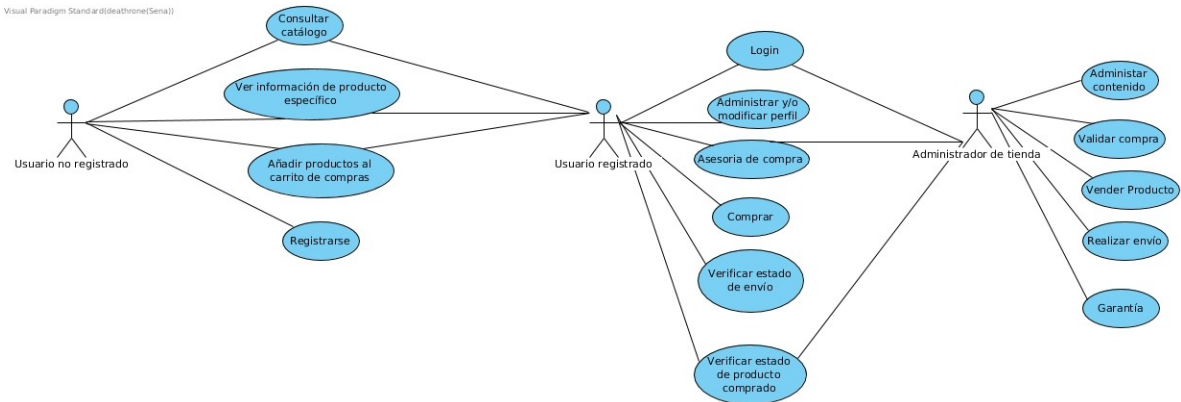 Visual Paradigm Standard(deathrone(Sena))
Consultar
catálogo
Ver información de producto
específico
Añadir productos al
carrito de compras
Registrarse
Usuario no registrado
Usuario registrado
Login
Administrar y/o
modificar perfil
Asesoria de compra
Comprar
Verificar estado
de envío
Verificar estado
de producto
comprado
Administrador de tienda
Administar
contenido
Validar compra
Vender Producto
Realizar envío
Garantía